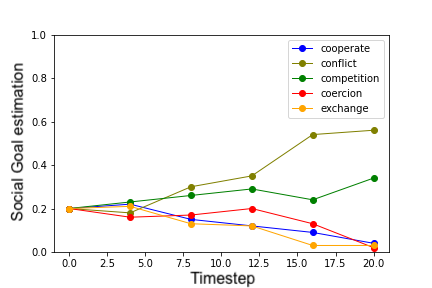 1.0
0.8
0.6
0.4
0.2
0.0
Social Goal estimation
cooperate
conflict
competition
coercion
exchange
0.0 2.5 5.0 7.5 10.0 12.5 15.0 17.5 20.0
Timestep